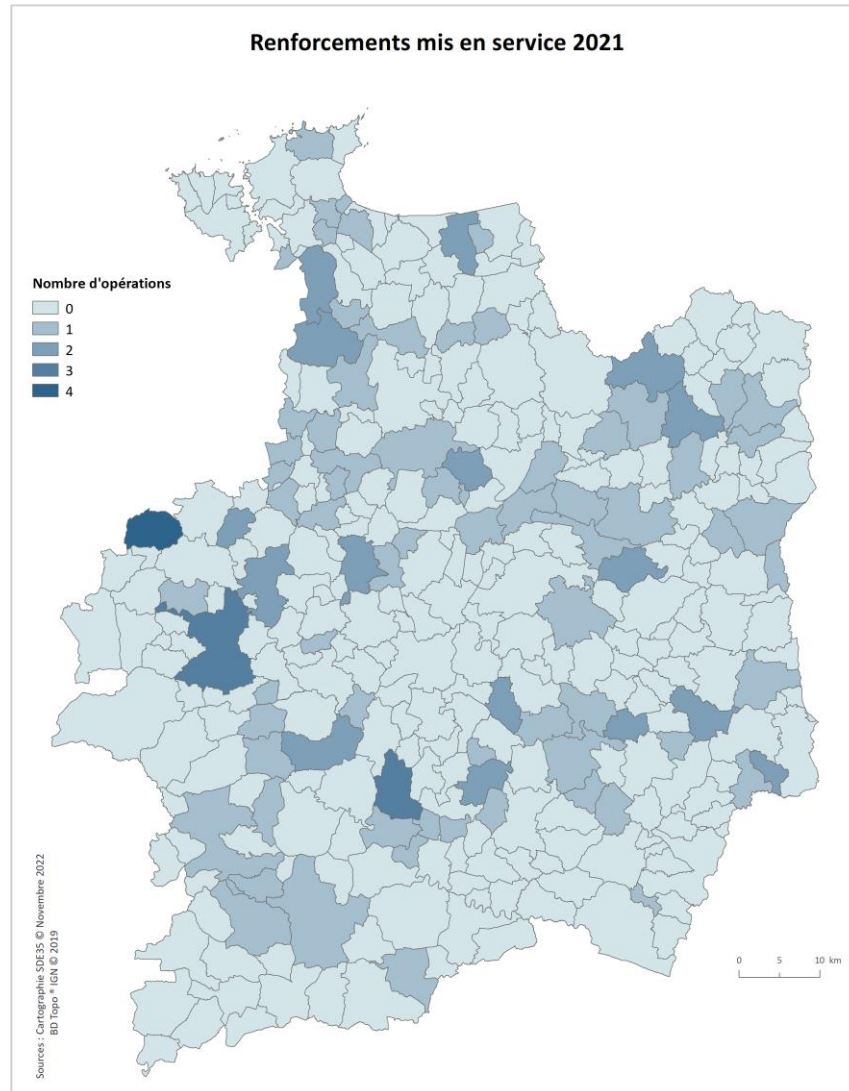 Renforcements mis en service 2021
Nombre d'opérations
0
1
2
3
4
Sources : Cartographie SDE35 © Novembre 2022
BD Topo ® IGN © 2019
0 5 10 km